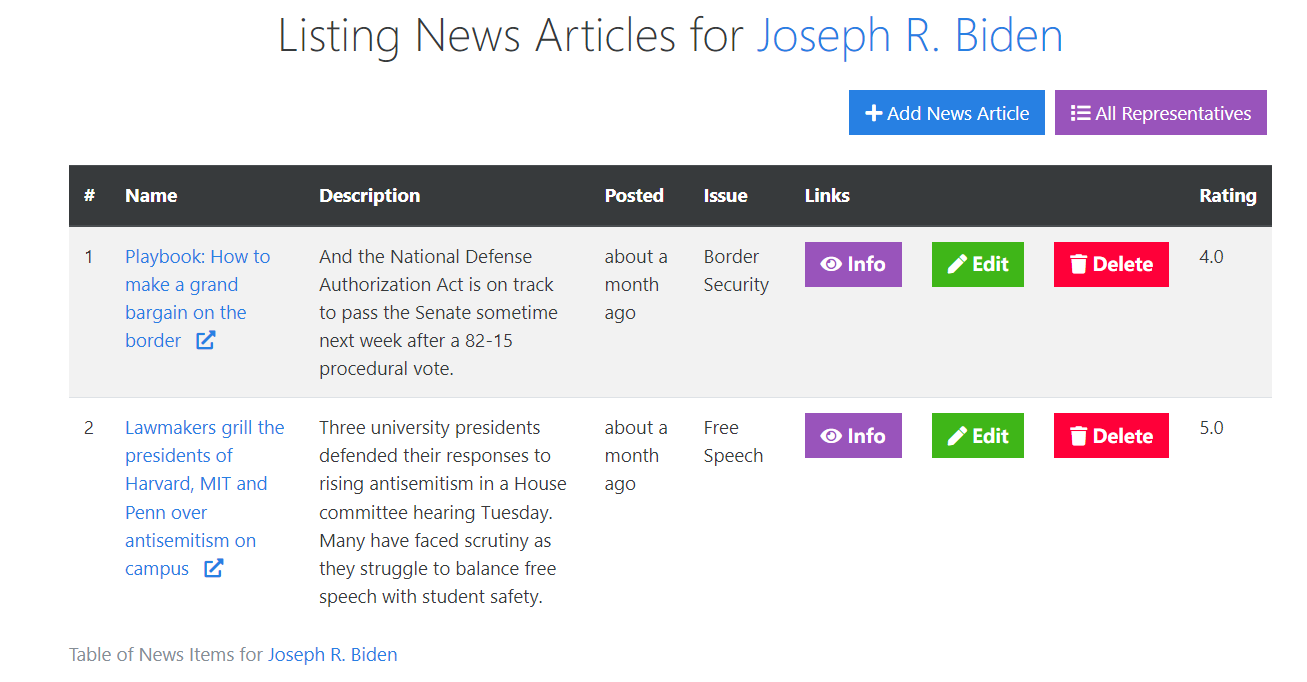 Listing News Articles for Joseph R. Biden
Add News Article All Representatives
# Name Description Posted Issue Links Rating
1 Playbook: How to And the National Defense about a Border Info Edit Delete 4.0
make a grand Authorization Act is on track month Security
bargain on the to pass the Senate sometime ago
border next week after a 82-15
procedural vote.
2 Lawmakers grill the Three university presidents about a Free Info Edit Delete 5.0
presidents of defended their responses to month Speech
Harvard, MIT and rising antisemitism in a House ago
Penn over committee hearing Tuesday.
antisemitism on Many have faced scrutiny as
campus they struggle to balance free
speech with student safety.
Table of News Items for Joseph R. Biden